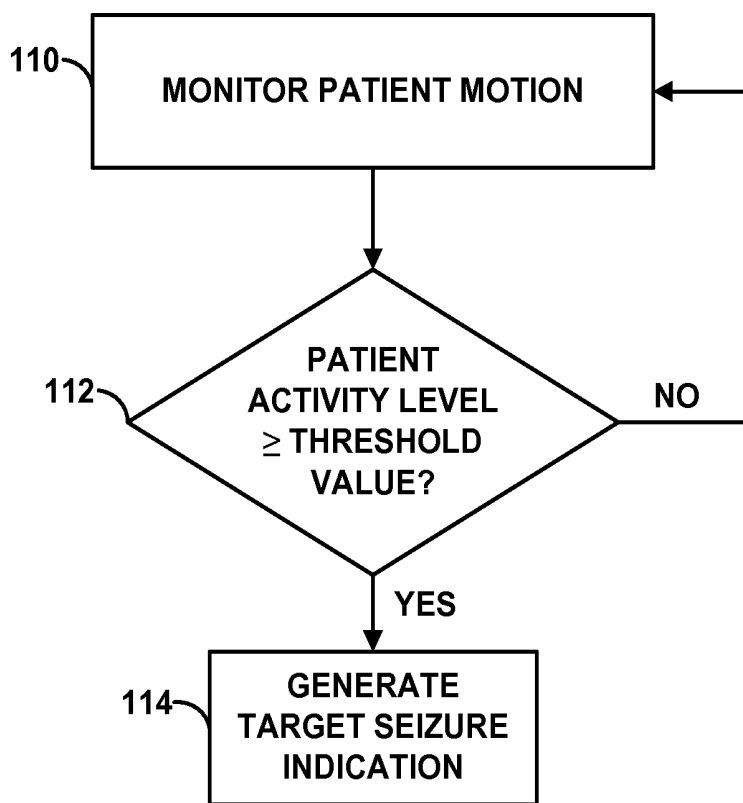 110
MONITOR PATIENT MOTION
112
PATIENT
ACTIVITY LEVEL
≥ THRESHOLD
VALUE?
NO
YES
114
GENERATE
TARGET SEIZURE
INDICATION